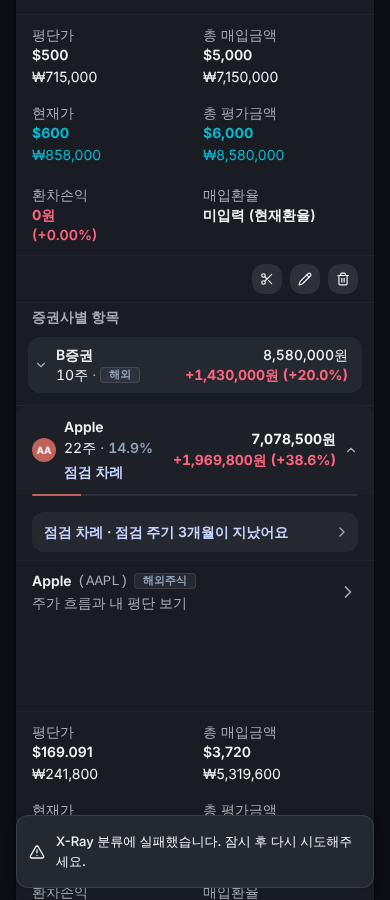 평단가 총 매입금액
$500 $5,000
₩715,000 ₩7,150,000
현재가 총 평가금액
$600 $6,000
₩858,000 ₩8,580,000
환차손익 매입환율
0원 미입력 (현재환율)
(+0.00%)
증권사별 항목
B증권 8,580,000원
10주 · 해외 +1,430,000원 (+20.0%)
Apple
AA 22주 · 14.9% 7,078,500원
점검 차례 +1,969,800원 (+38.6%)
점검 차례 · 점검 주기 3개월이 지났어요
Apple (AAPL) 해외주식
주가 흐름과 내 평단 보기
평단가 총 매입금액
$169.091 $3,720
₩241,800 ₩5,319,600
현재가 총 평가금액
X-Ray 분류에 실패했습니다. 잠시 후 다시 시도해주
세요.
환차손익 매입환율